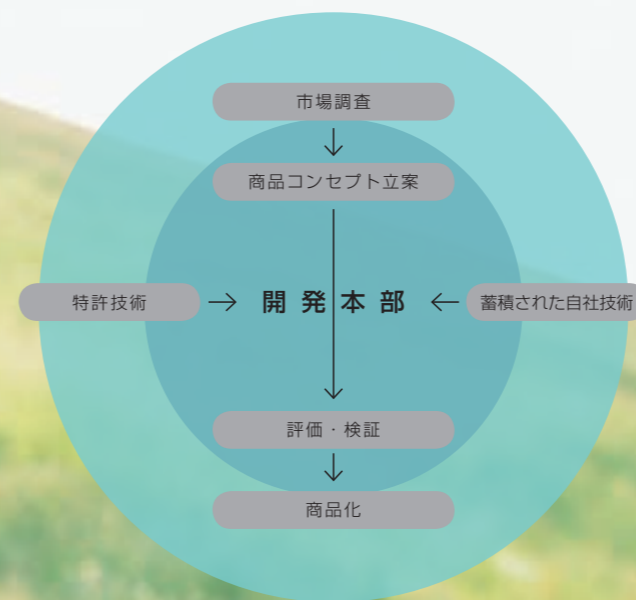 市場調査
商品コンセプト立案
特許技術
開発本部
蓄積された自社技術
評価・検証
商品化